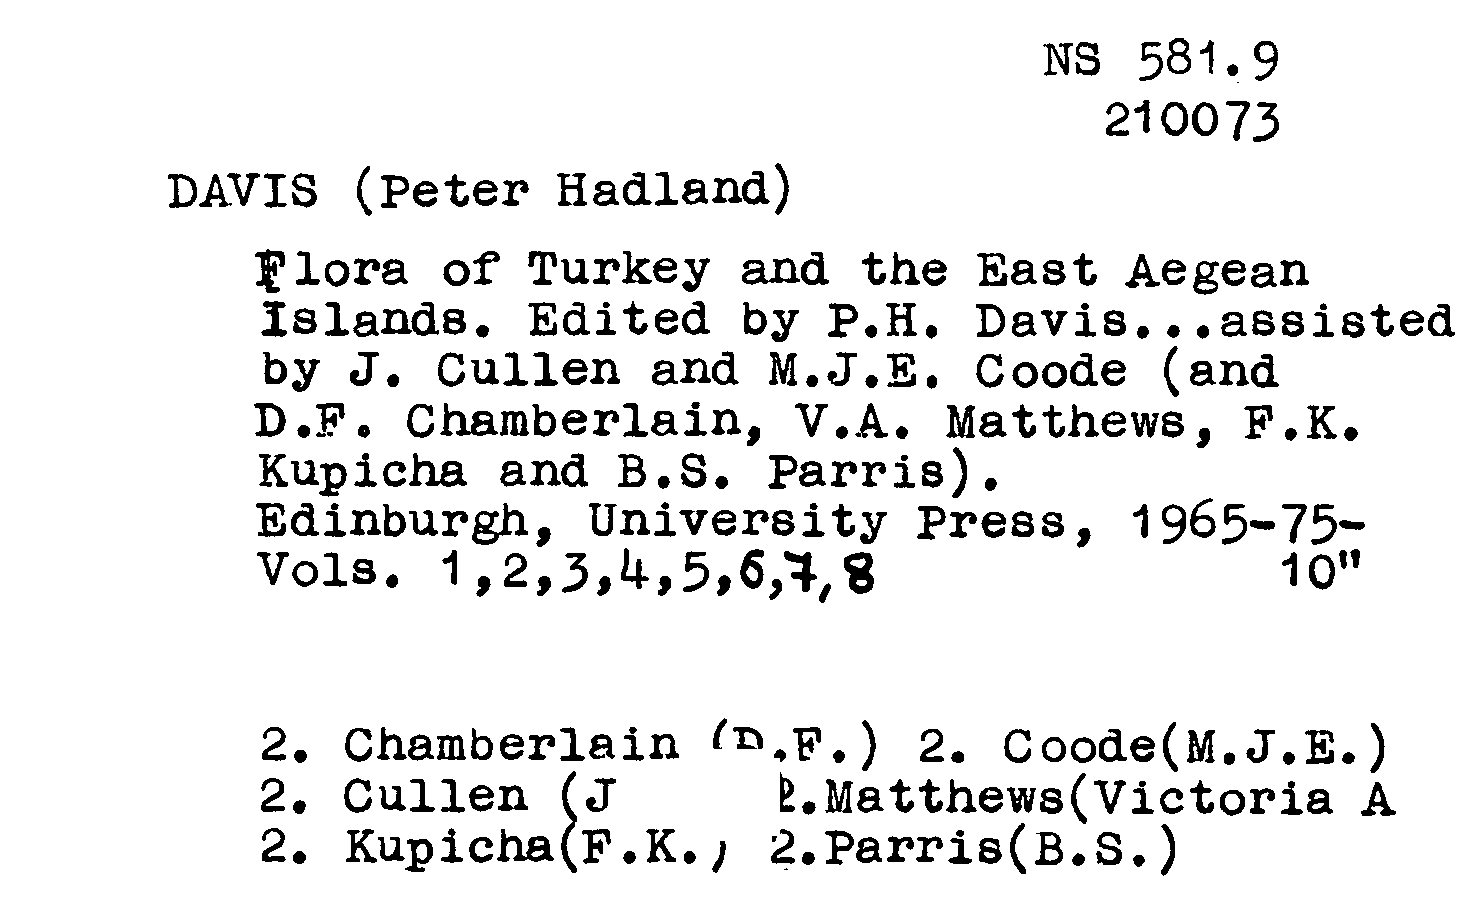 NS 581.9
210073
DAVIS (Peter Hadland)
Flora of Turkey and the East Aegean
Islands. Edited by P.H. Davis...assisted
by J. Cullen and M.J.E. Coode (and
D.F. Chamberlain, V.A. Matthews, F.K.
Kupicha and B.S. Parris).
Edinburgh, University Press, 1965-75-
Vols. 1,2,3,4,5,6,7,8 10"
2. Chamberlain (D.F.) 2. Coode(M.J.E.)
2. Cullen (J 2.Matthews(Victoria A
2. Kupicha(F.K.) 2.Parris(B.S.)